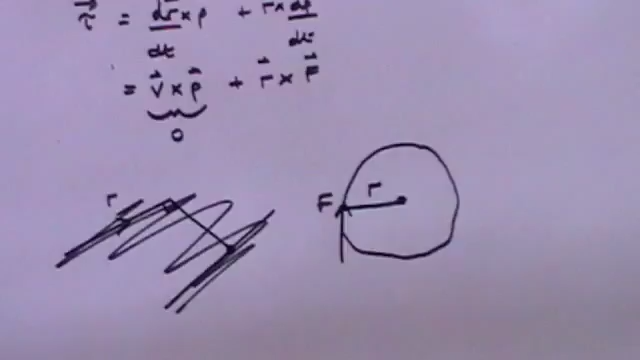 τ⃗ = dr⃗/dt × p⃗ + r⃗ × dp⃗/dt
= v⃗ × p⃗ + r⃗ × F⃗
0
r
F r